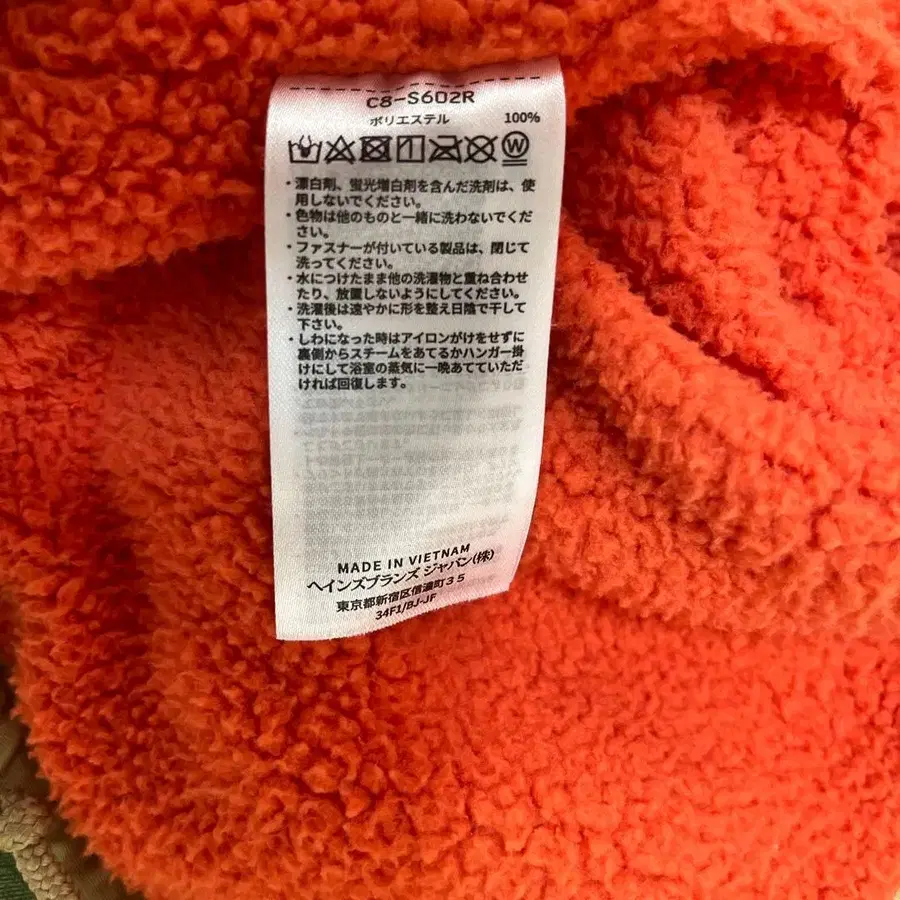 C8-S602R
ポリエステル 100%
W
・漂白剤、蛍光増白剤を含んだ洗剤は、使
用しないでください。
・色物は他のものと一緒に洗わないでくだ
さい。
・ファスナーが付いている製品は、閉じて
洗ってください。
・水につけたまま他の洗濯物と重ね合わせ
たり、放置しないようにしてください。
・洗濯後は速やかに形を整え日陰で干して
下さい。
・しわになった時はアイロンがけをせずに
裏側からスチームをあてるかハンガー掛
けにして浴室の蒸気に一晩あてていただ
ければ回復します。
MADE IN VIETNAM
ヘインズブランズ ジャパン(株)
東京都新宿区信濃町35
34F1/BJ-JF